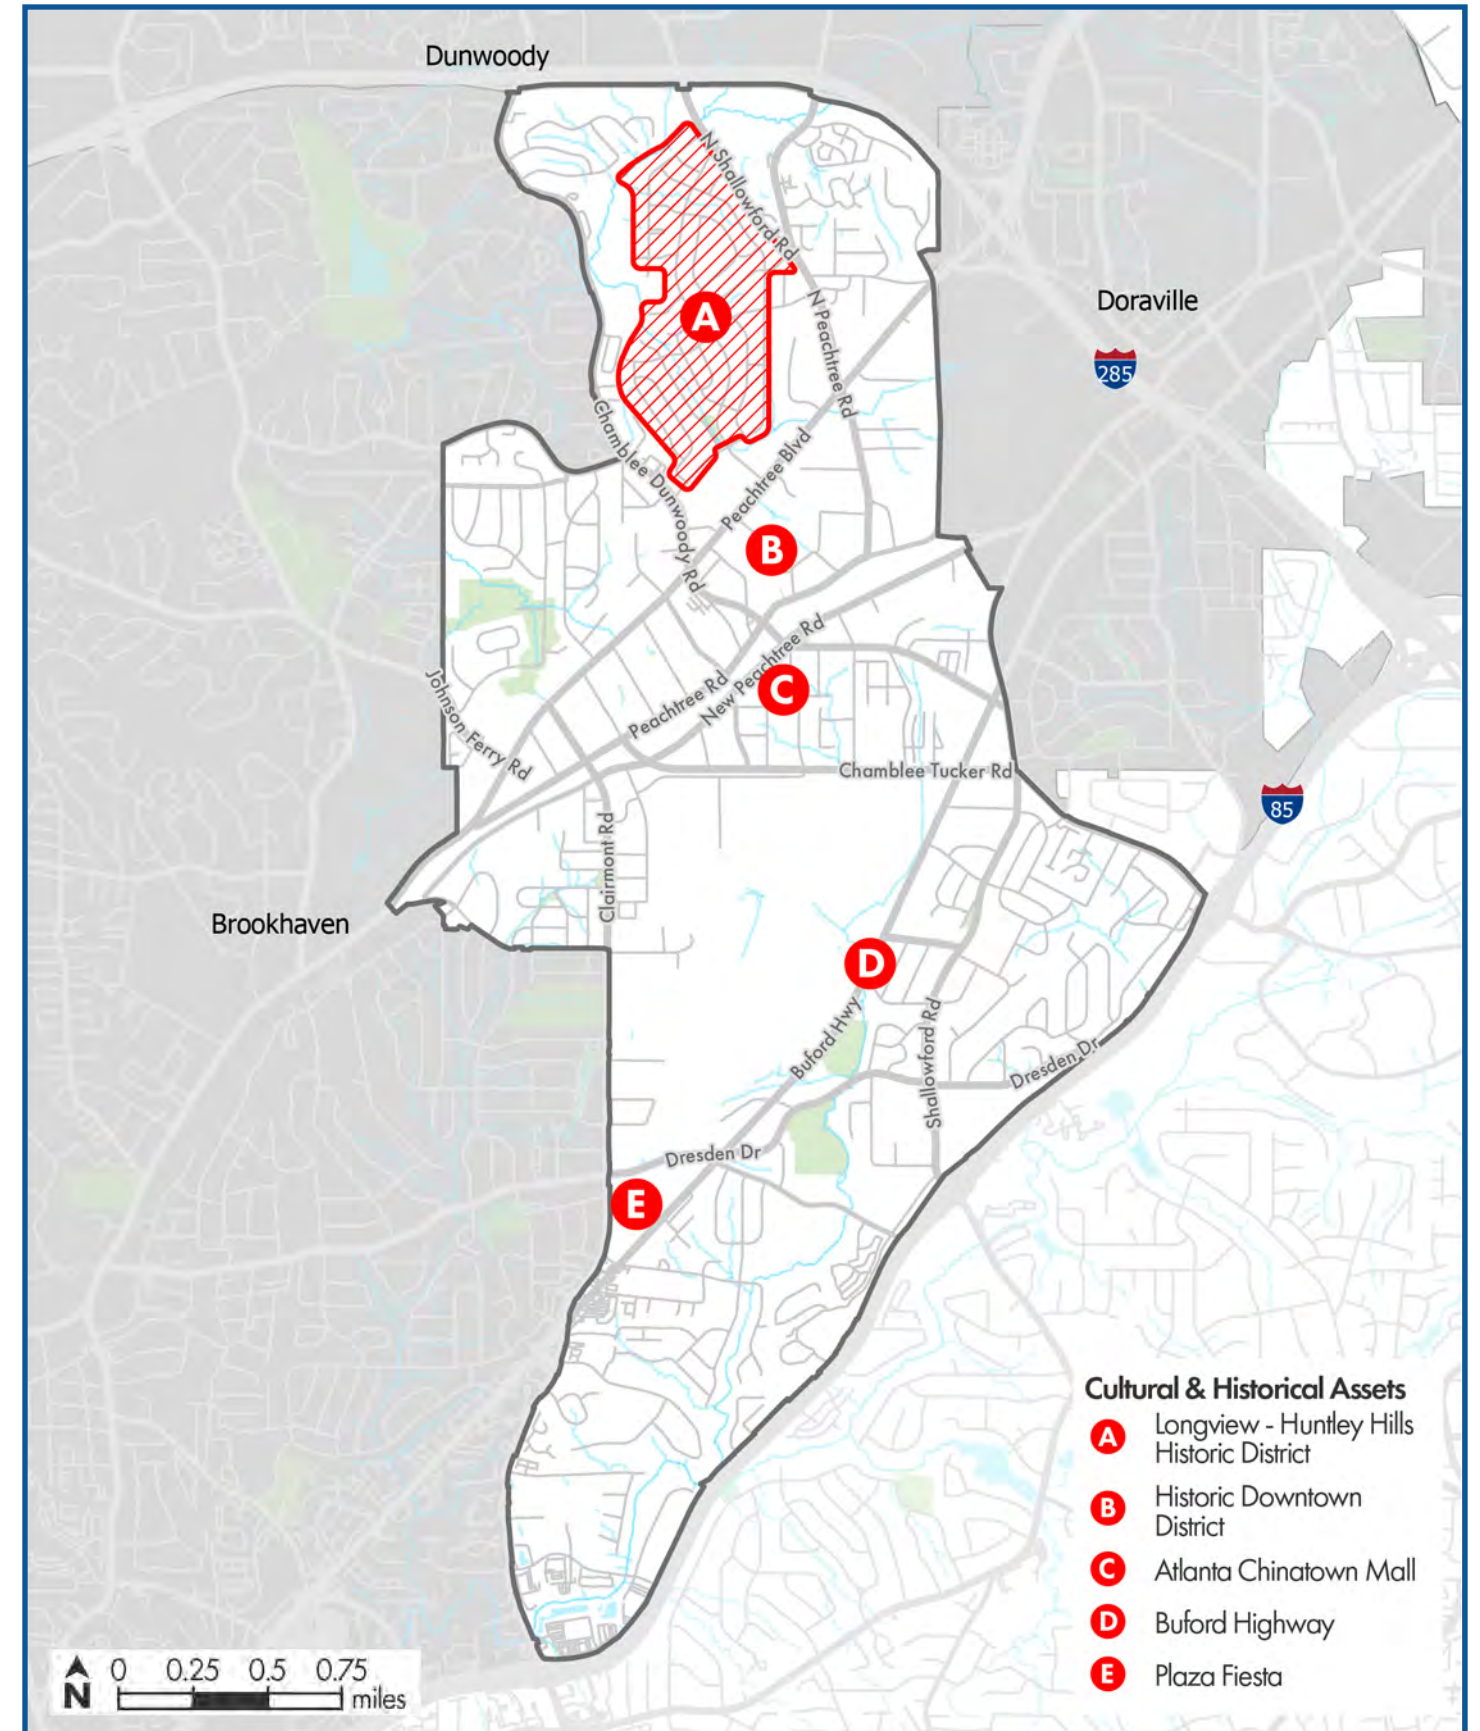 Dunwoody
N Shallowford Rd
Doraville
A
N Peachtree Rd
285
Chamblee Dunwoody Rd
Peachtree Blvd
B
New Peachtree Rd
Peachtree Rd
C
Johnson Ferry Rd
Chamblee Tucker Rd
85
Clairmont Rd
Brookhaven
D
Buford Hwy
Shallowford Rd
Dresden Dr
Dresden Dr
E
Cultural & Historical Assets
A Longview - Huntley Hills
Historic District
B Historic Downtown
District
C Atlanta Chinatown Mall
D Buford Highway
E Plaza Fiesta
N 0 0.25 0.5 0.75
miles